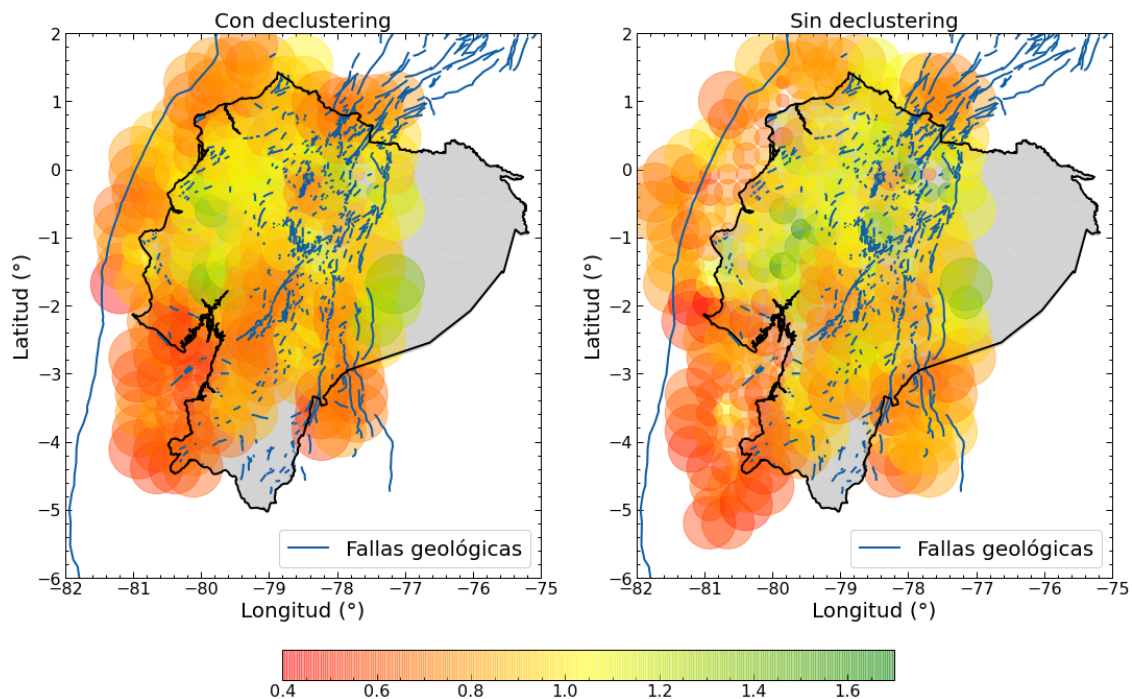 Con declustering
Sin declustering
2
1
0
−1
−2
−3
−4
−5
−6
Latitud (°)
−82 −81 −80 −79 −78 −77 −76 −75
Longitud (°)
Fallas geológicas
2
1
0
−1
−2
−3
−4
−5
−6
Latitud (°)
−82 −81 −80 −79 −78 −77 −76 −75
Longitud (°)
Fallas geológicas
0.4 0.6 0.8 1.0 1.2 1.4 1.6